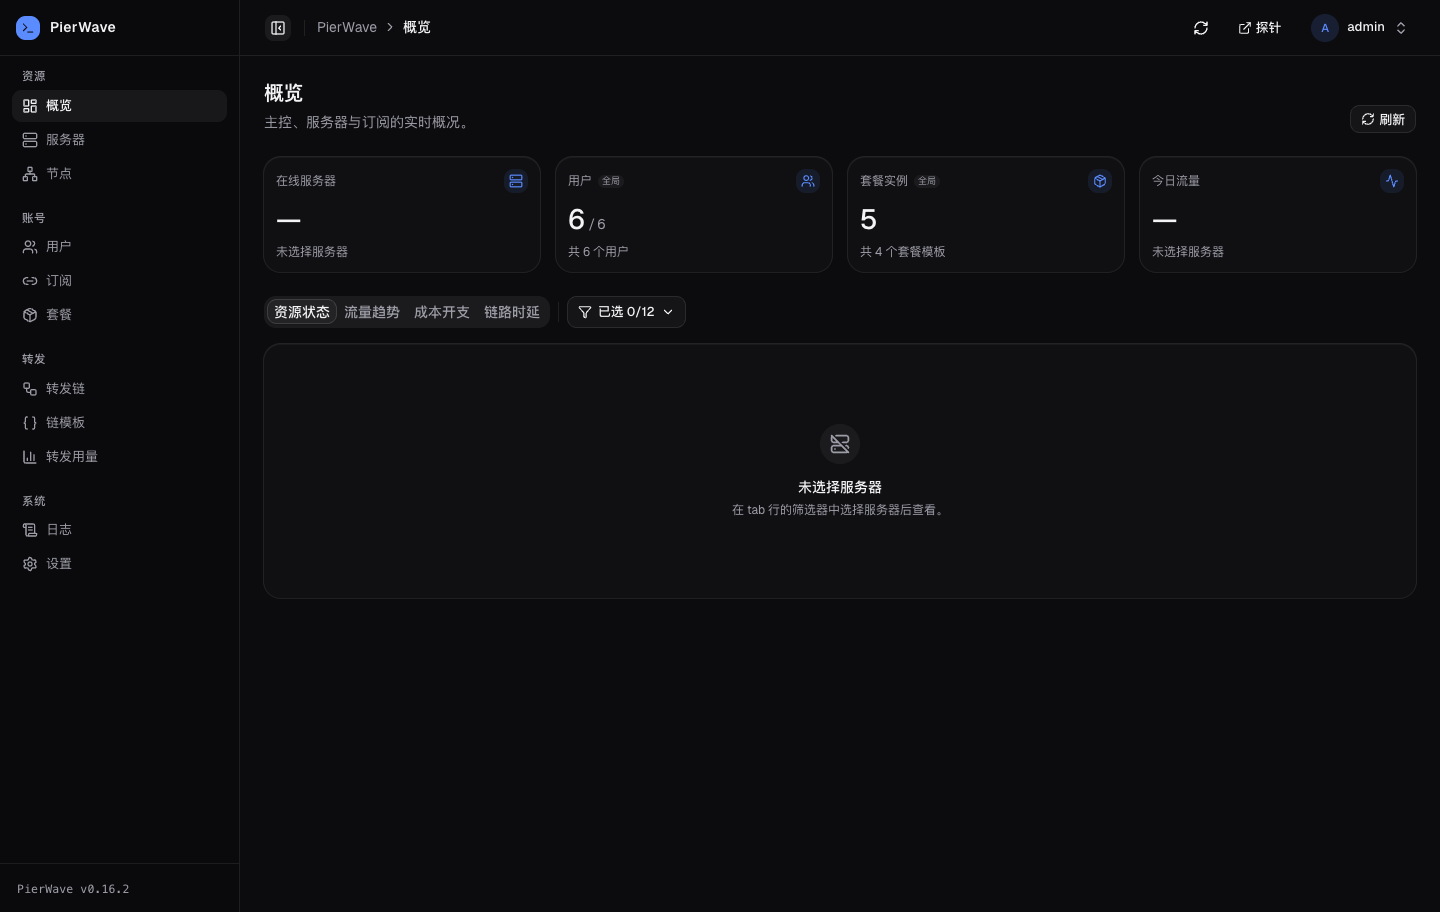 PierWave
PierWave > 概览
探针
A
admin
资源
概览
服务器
节点
账号
用户
订阅
套餐
转发
转发链
链模板
转发用量
系统
日志
设置
PierWave v0.16.2
概览
主控、服务器与订阅的实时概况。
刷新
在线服务器
—
未选择服务器
用户 全局
6 / 6
共 6 个用户
套餐实例 全局
5
共 4 个套餐模板
今日流量
—
未选择服务器
资源状态 流量趋势 成本开支 链路时延
已选 0/12
未选择服务器
在 tab 行的筛选器中选择服务器后查看。